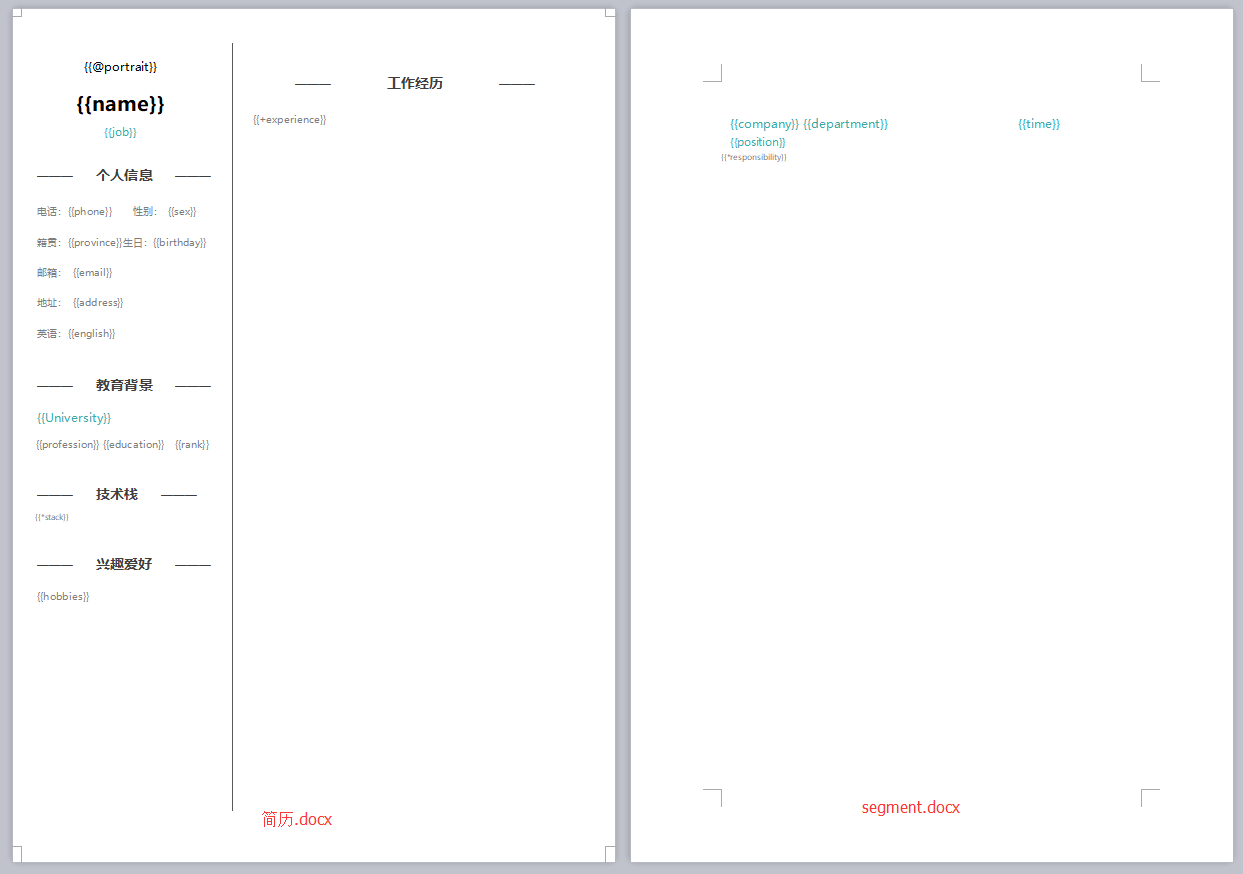 {{@portrait}}
{{name}}
{{job}}
——— 个人信息 ———
电话：{{phone}} 性别： {{sex}}
籍贯：{{province}}生日：{{birthday}}
邮箱： {{email}}
地址： {{address}}
英语：{{english}}
——— 教育背景 ———
{{University}}
{{profession}} {{education}} {{rank}}
——— 技术栈 ———
{{*stack}}
——— 兴趣爱好 ———
{{hobbies}}
——— 工作经历 ———
{{+experience}}
简历.docx
{{company}} {{department}} {{time}}
{{position}}
{{*responsibility}}
segment.docx